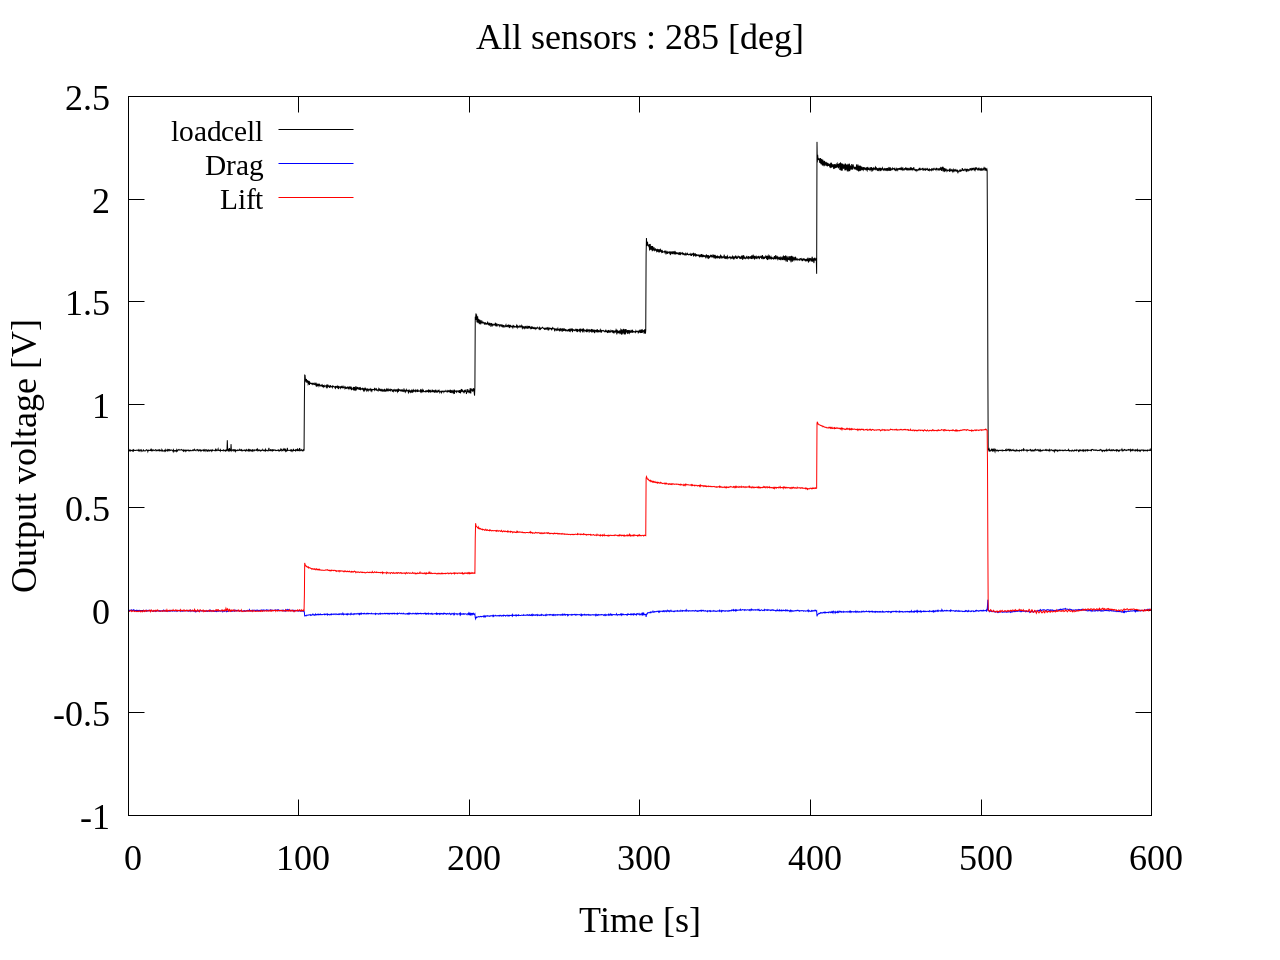 All sensors : 285 [deg]
2.5
2
1.5
1
0.5
0
-0.5
-1
loadcell
Drag
Lift
Output voltage [V]
0 100 200 300 400 500 600
Time [s]